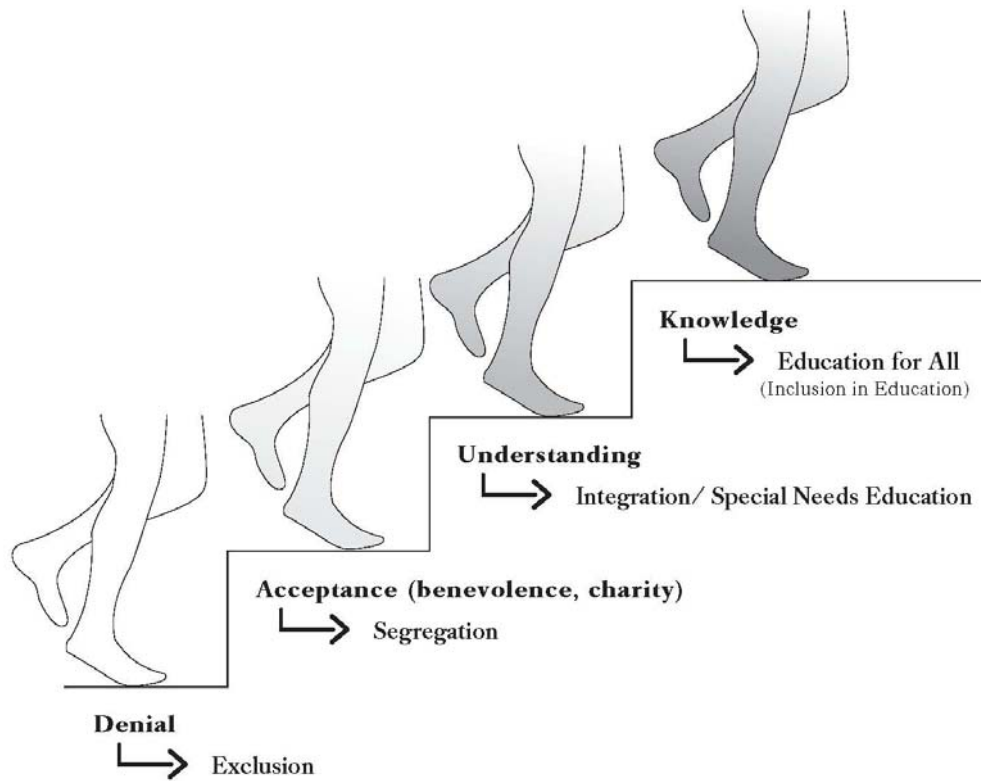 Knowledge
Education for All
(Inclusion in Education)
Understanding
Integration/ Special Needs Education
Acceptance (benevolence, charity)
Segregation
Denial
Exclusion